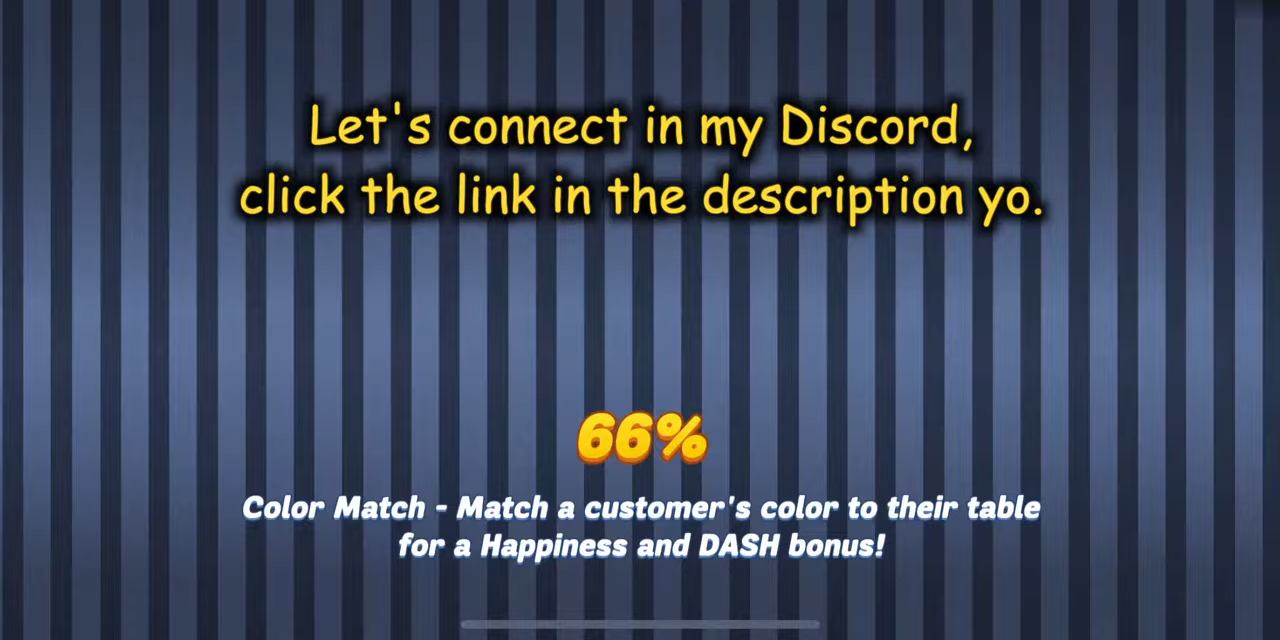 Let's connect in my Discord,
click the link in the description yo.
66%
Color Match - Match a customer's color to their table
for a Happiness and DASH bonus!